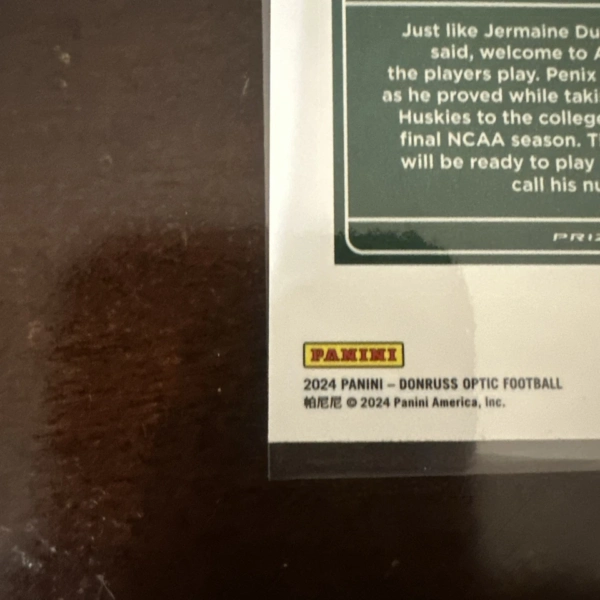 Just like Jermaine Du
said, welcome to A
the players play. Penix
as he proved while taki
Huskies to the college
final NCAA season. T
will be ready to play
call his nu
PRIZ
PANINI
2024 PANINI – DONRUSS OPTIC FOOTBALL
帕尼尼 © 2024 Panini America, Inc.